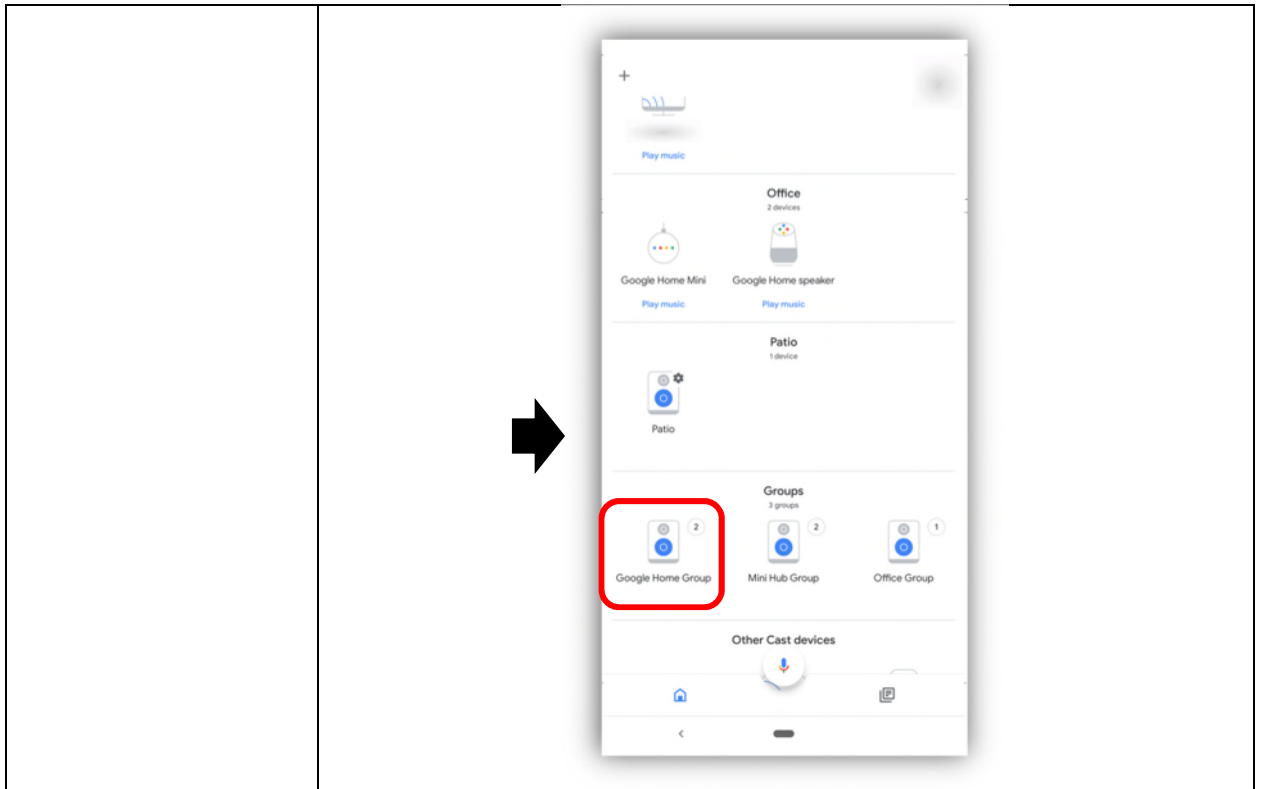 +
Play music
Office
2 devices
Google Home Mini
Google Home speaker
Play music
Play music
Patio
1 device
Patio
Groups
3 groups
2
2
1
Google Home Group
Mini Hub Group
Office Group
Other Cast devices